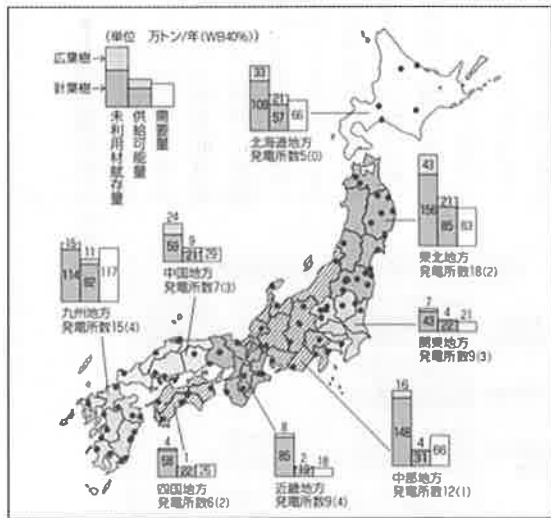 (単位 万トン/年(WB40%))
広葉樹
針葉樹
未利用材賦存量
供給可能量
需要量
33
109
21
57
66
北海道地方
発電所数5(0)
43
156
21
85
83
東北地方
発電所数18(2)
7
43
4
22
21
関東地方
発電所数9(3)
16
148
4
31
66
中部地方
発電所数12(1)
8
85
2
18
近畿地方
発電所数9(4)
4
58
1
四国地方
発電所数6(2)
15
114
11
117
九州地方
発電所数15(4)
24
9
21
中国地方
発電所数7(3)